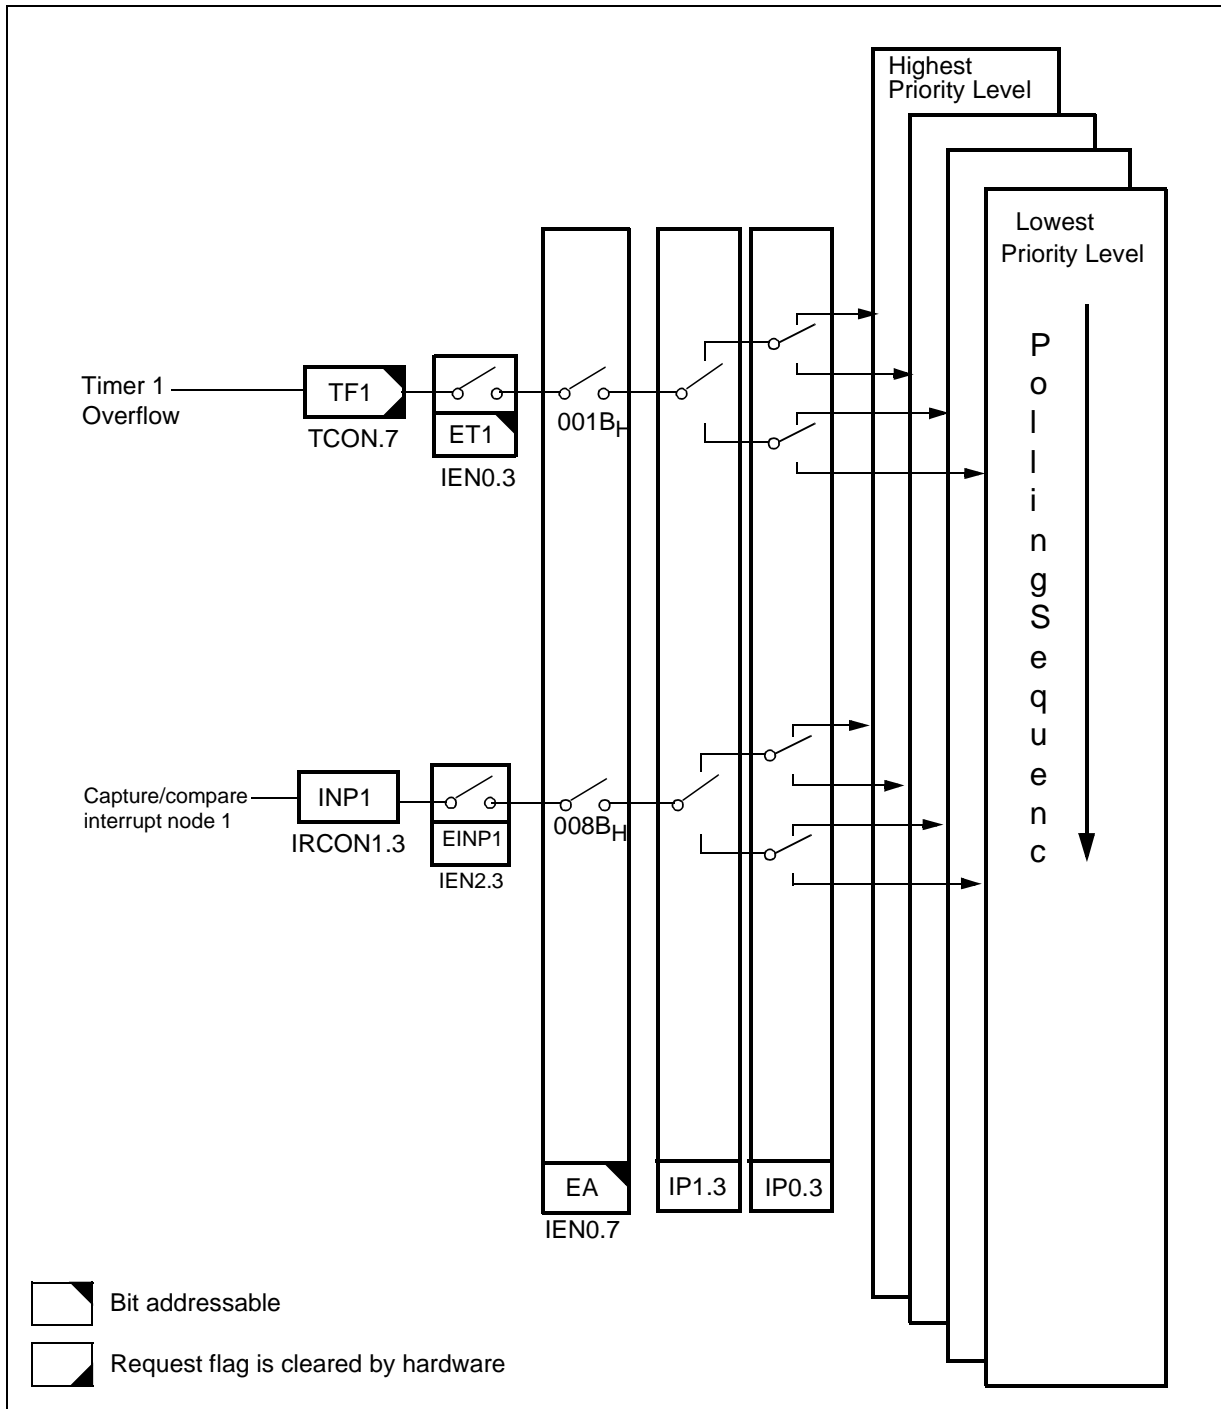 Highest
Priority Level
Lowest
Priority Level
Timer 1
Overflow
TF1
TCON.7
ET1
IEN0.3
001BH
P
o
l
l
i
n
g
S
e
q
u
e
n
c
Capture/compare
interrupt node 1
INP1
IRCON1.3
EINP1
IEN2.3
008BH
EA
IEN0.7
IP1.3
IP0.3
Bit addressable
Request flag is cleared by hardware